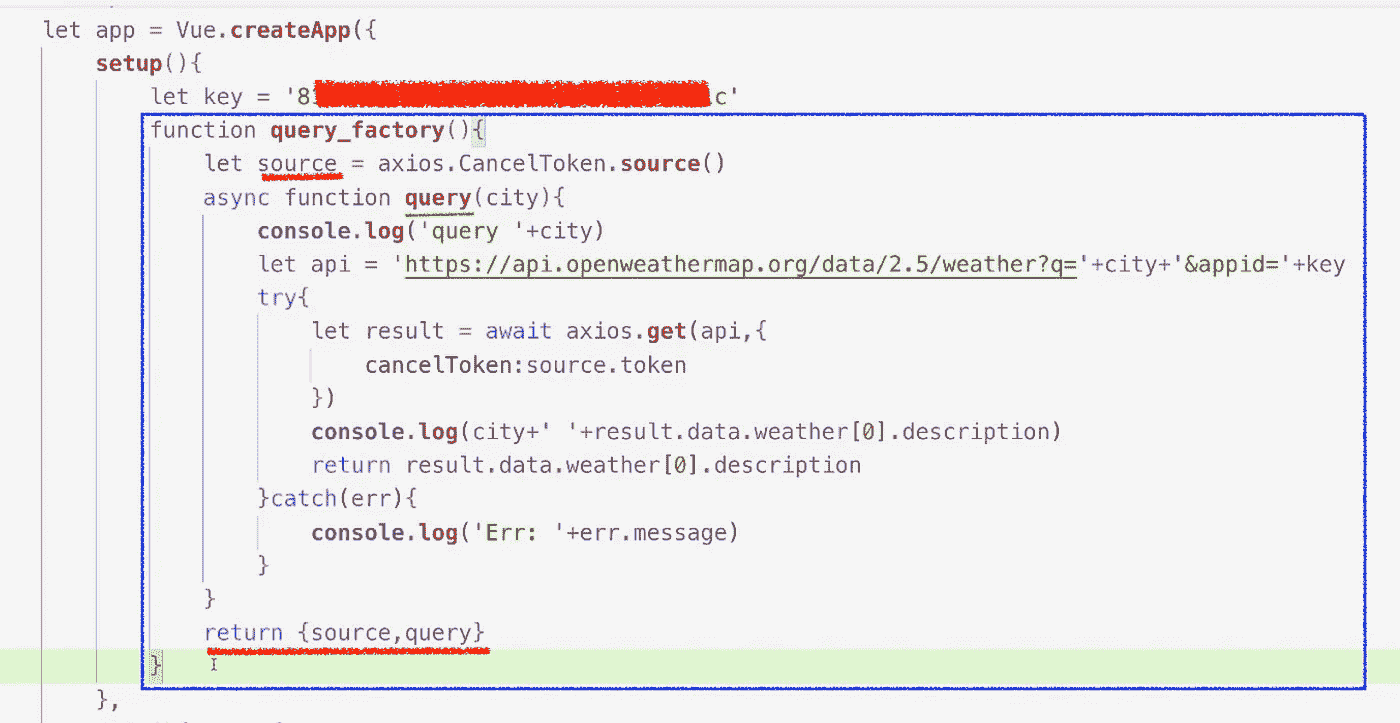 let app = Vue.createApp({
setup(){
let key = '8 c'
function query_factory(){
let source = axios.CancelToken.source()
async function query(city){
console.log('query '+city)
let api = 'https://api.openweathermap.org/data/2.5/weather?q='+city+'&appid='+key
try{
let result = await axios.get(api,{
cancelToken:source.token
})
console.log(city+' '+result.data.weather[0].description)
return result.data.weather[0].description
}catch(err){
console.log('Err: '+err.message)
}
}
return {source,query}
}
},